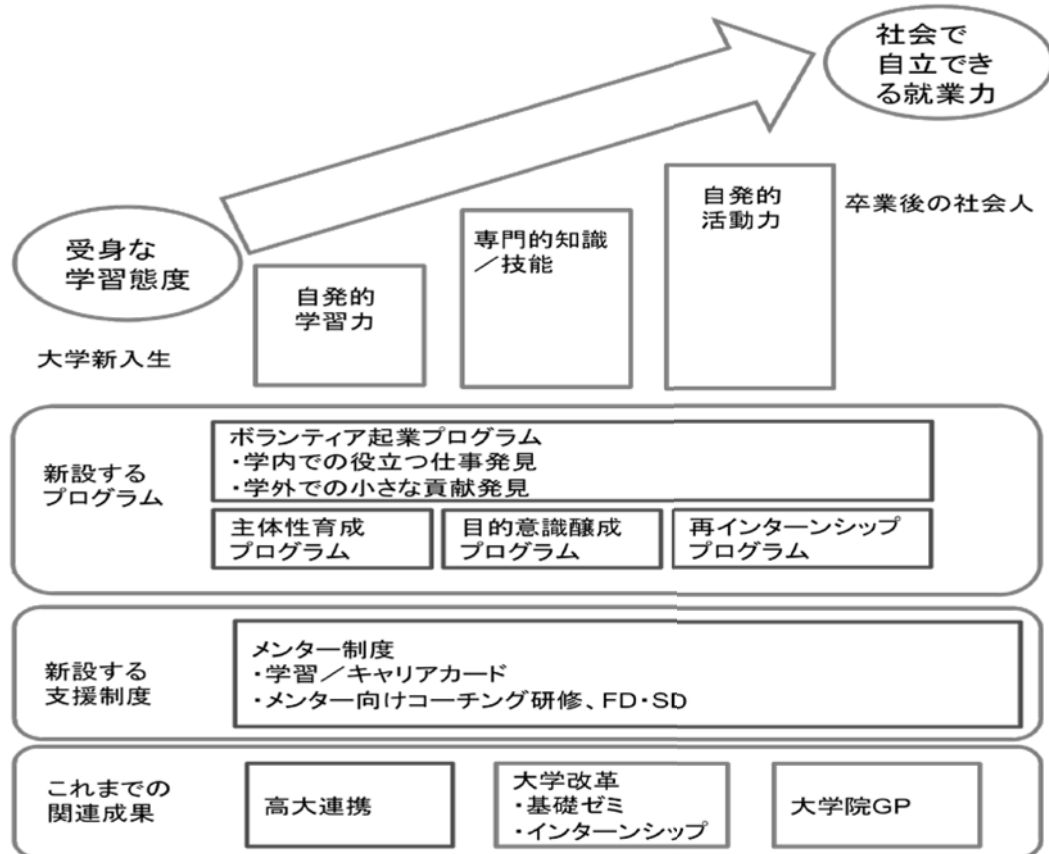 社会で
自立でき
る就業力
自発的
活動力
卒業後の社会人
専門的知識
／技能
受身な
学習態度
自発的
学習力
大学新入生
新設する
プログラム
ボランティア起業プログラム
・学内での役立つ仕事発見
・学外での小さな貢献発見
主体性育成
プログラム
目的意識醸成
プログラム
再インターンシップ
プログラム
新設する
支援制度
メンター制度
・学習／キャリアカード
・メンター向けコーチング研修、FD・SD
これまでの
関連成果
高大連携
大学改革
・基礎ゼミ
・インターンシップ
大学院GP